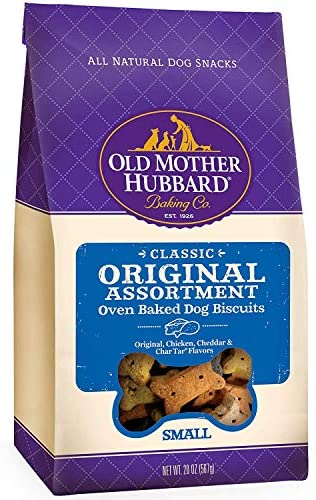 ALL NATURAL DOG SNACKS
OLD MOTHER
HUBBARD®
Baking Co.
EST. 1926
CLASSIC
ORIGINAL
ASSORTMENT
Oven Baked Dog Biscuits
Original, Chicken, Cheddar &
Char Tar® Flavors
SMALL
NET WT. 20 OZ (567g)